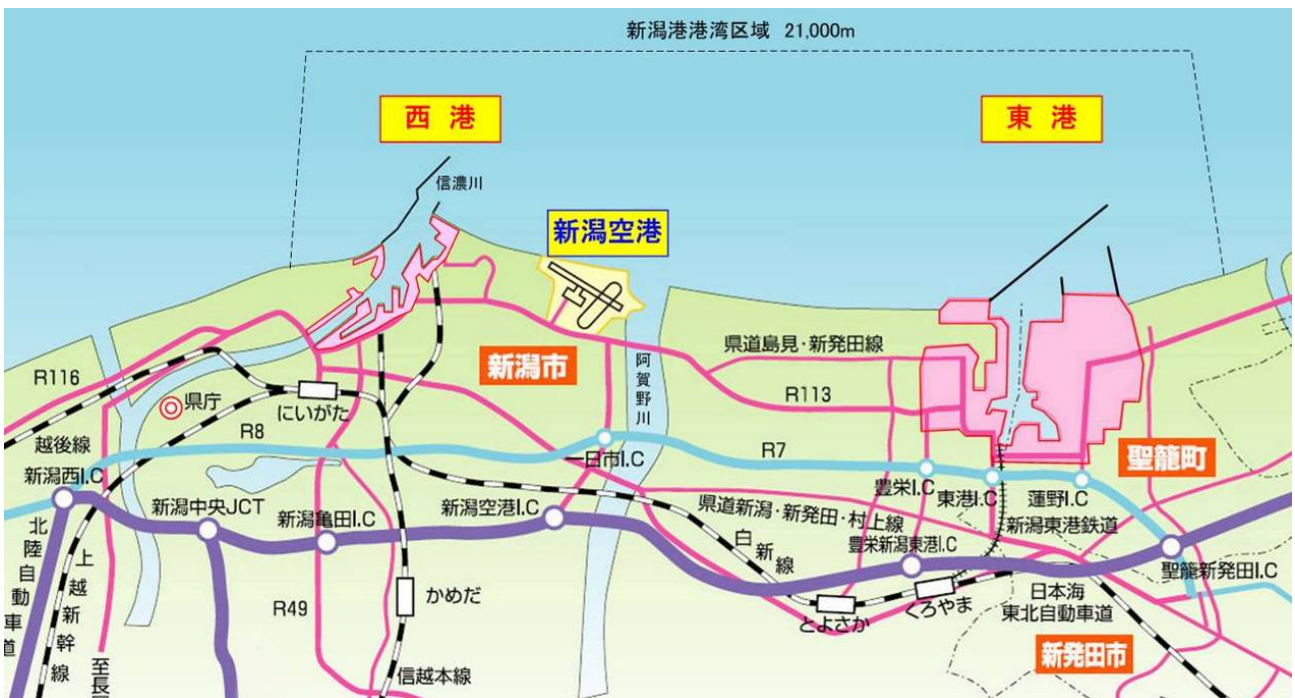 新潟港港湾区域 21,000m
西港
東港
信濃川
新潟空港
新潟市
阿賀野川
県道島見・新発田線
R113
R116
県庁
にいがた
越後線
R8
一日市I.C
R7
豊栄I.C
東港I.C
蓮野I.C
聖籠町
新潟西I.C
新潟中央JCT
新潟亀田I.C
新潟空港I.C
県道新潟・新発田・村上線
新潟東港鉄道
豊栄新潟東港I.C
聖籠新発田I.C
北陸自動車道
上越新幹線
白新線
R49
かめだ
とよさか
くろやま
日本海
東北自動車道
新発田市
至長
信越本線